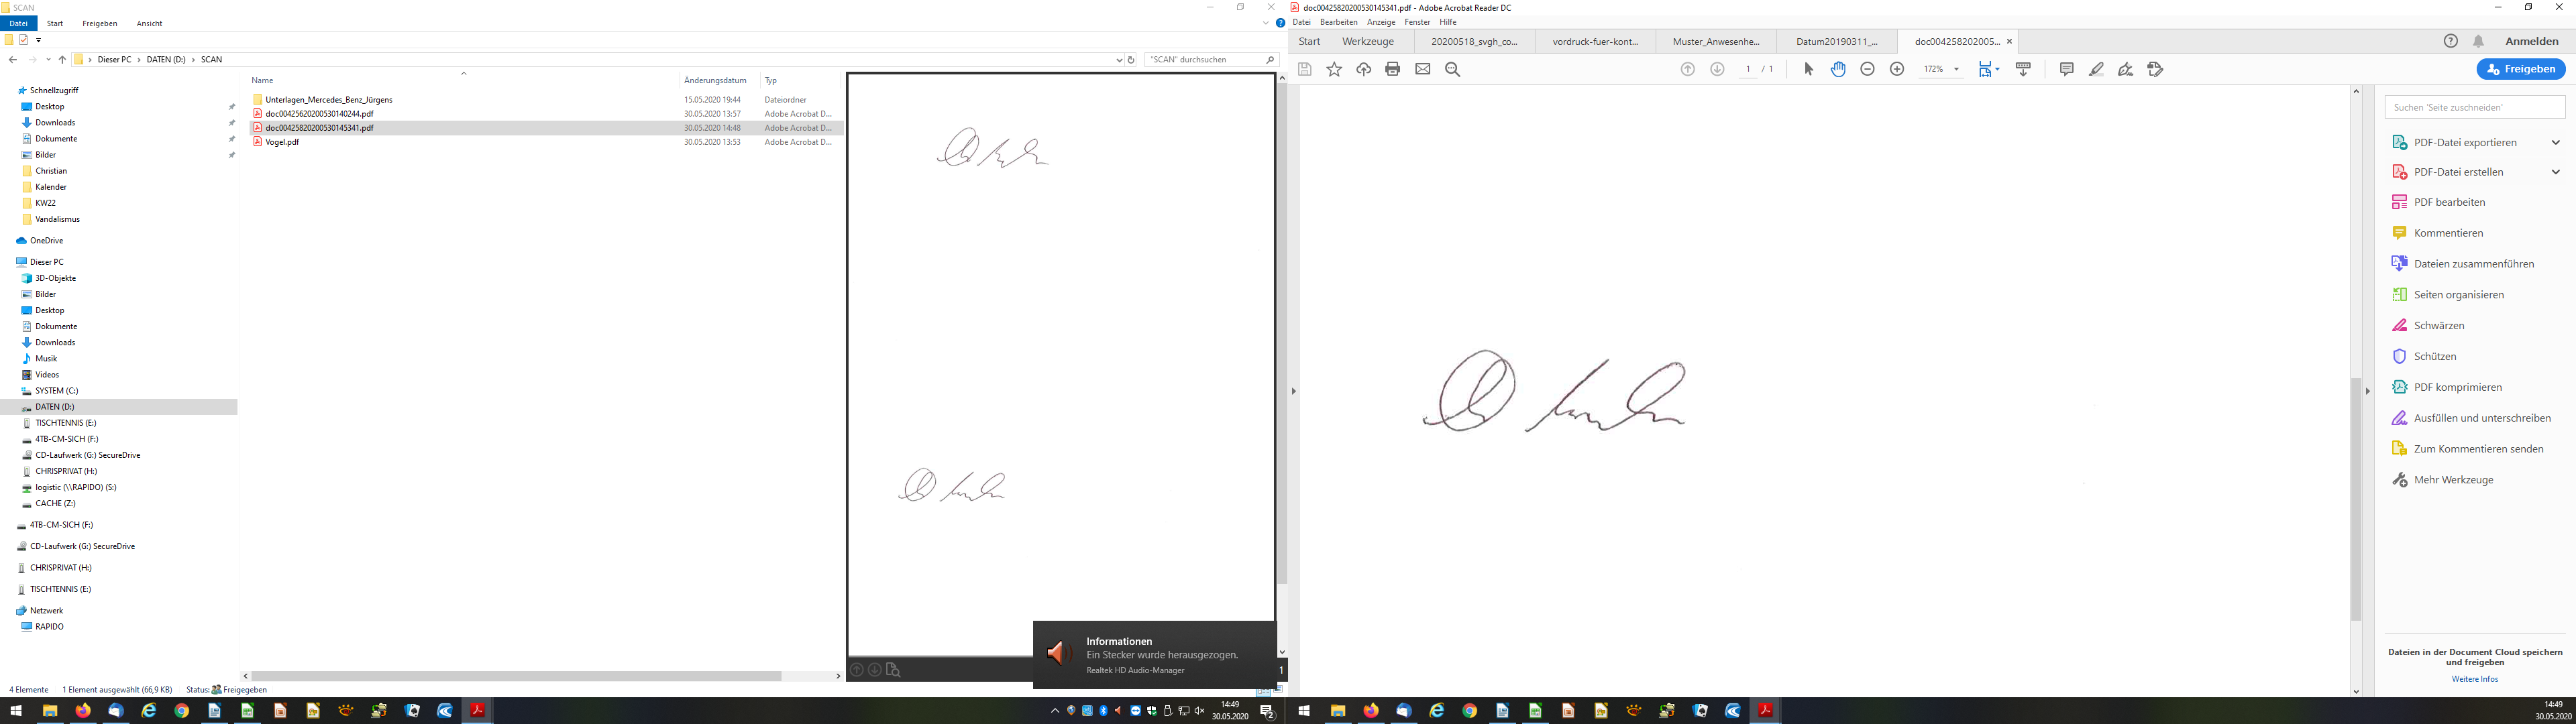 SCAN
Datei Start Freigeben Ansicht
Dieser PC DATEN (D:) SCAN
"SCAN" durchsuchen
Schnellzugriff
Desktop
Downloads
Dokumente
Bilder
Christian
Kalender
KW22
Vandalismus
OneDrive
Dieser PC
3D-Objekte
Bilder
Desktop
Dokumente
Downloads
Musik
Videos
SYSTEM (C:)
DATEN (D:)
TISCHTENNIS (E:)
4TB-CM-SICH (F:)
CD-Laufwerk (G:) SecureDrive
CHRISPRIVAT (H:)
logistic (\\RAPIDO) (S:)
CACHE (Z:)
4TB-CM-SICH (F:)
CD-Laufwerk (G:) SecureDrive
CHRISPRIVAT (H:)
TISCHTENNIS (E:)
Netzwerk
RAPIDO
Name Änderungsdatum Typ
Unterlagen_Mercedes_Benz_Jürgens 15.05.2020 19:44 Dateiordner
doc00425620200530140244.pdf 30.05.2020 13:57 Adobe Acrobat D...
doc00425820200530145341.pdf 30.05.2020 14:48 Adobe Acrobat D...
Vogel.pdf 30.05.2020 13:53 Adobe Acrobat D...
Informationen
Ein Stecker wurde herausgezogen.
Realtek HD Audio-Manager
1
4 Elemente 1 Element ausgewählt (66,9 KB) Status: Freigegeben
14:49
30.05.2020
2
doc00425820200530145341.pdf - Adobe Acrobat Reader DC
Datei Bearbeiten Anzeige Fenster Hilfe
Start Werkzeuge 20200518_svgh_co... vordruck-fuer-kont... Muster_Anwesenhe... Datum20190311_... doc004258202005... Anmelden
1 / 1 172% Freigeben
Suchen 'Seite zuschneiden'
PDF-Datei exportieren
PDF-Datei erstellen
PDF bearbeiten
Kommentieren
Dateien zusammenführen
Seiten organisieren
Schwärzen
Schützen
PDF komprimieren
Ausfüllen und unterschreiben
Zum Kommentieren senden
Mehr Werkzeuge
Dateien in der Document Cloud speichern
und freigeben
Weitere Infos
14:49
30.05.2020